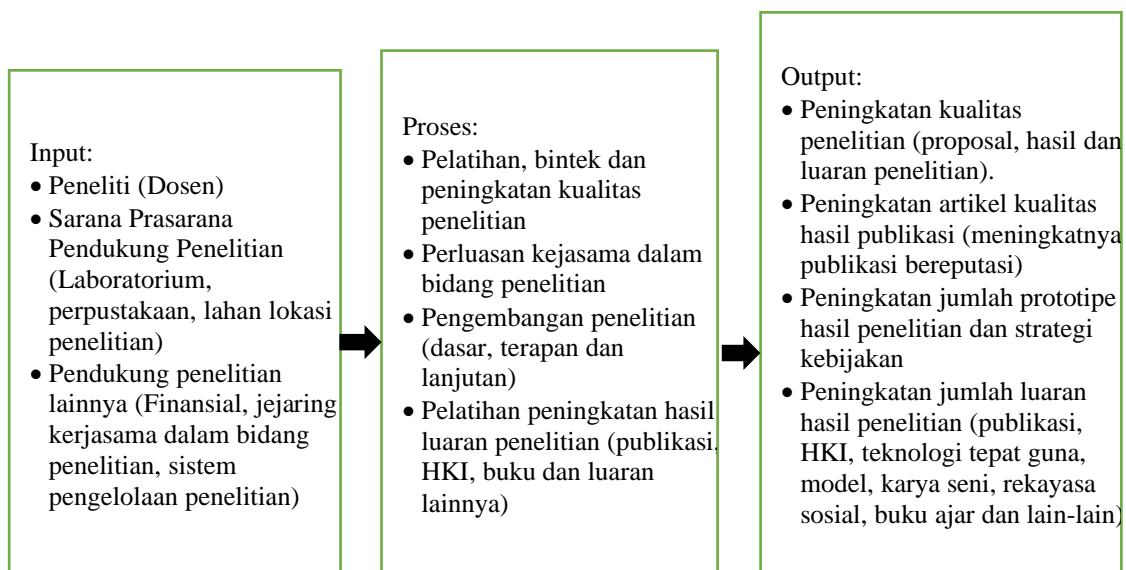 Input:
• Peneliti (Dosen)
• Sarana Prasarana
Pendukung Penelitian
(Laboratorium,
perpustakaan, lahan lokasi
penelitian)
• Pendukung penelitian
lainnya (Finansial, jejaring
kerjasama dalam bidang
penelitian, sistem
pengelolaan penelitian)
Proses:
• Pelatihan, bintek dan
peningkatan kualitas
penelitian
• Perluasan kejasama dalam
bidang penelitian
• Pengembangan penelitian
(dasar, terapan dan
lanjutan)
• Pelatihan peningkatan hasil
luaran penelitian (publikasi,
HKI, buku dan luaran
lainnya)
Output:
• Peningkatan kualitas
penelitian (proposal, hasil dan
luaran penelitian).
• Peningkatan artikel kualitas
hasil publikasi (meningkatnya
publikasi bereputasi)
• Peningkatan jumlah prototipe
hasil penelitian dan strategi
kebijakan
• Peningkatan jumlah luaran
hasil penelitian (publikasi,
HKI, teknologi tepat guna,
model, karya seni, rekayasa
sosial, buku ajar dan lain-lain)